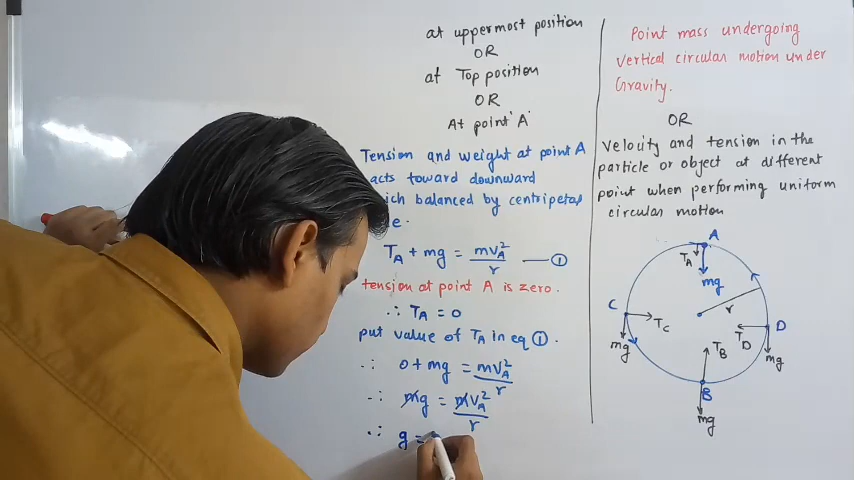 at uppermost position
OR
at Top position
OR
At point 'A'
Tension and weight at point A
acts toward downward
ich balanced by centripetal
e.
T_A + mg = mv_A²/r —— ①
tension at point A is zero.
∴ T_A = 0
put value of T_A in eq ①.
∴ 0 + mg = mv_A²/r
∴ mg = mv_A²/r
∴ g =
Point mass undergoing
vertical circular motion under
Gravity.
OR
Velocity and tension in the
particle or object at different
point when performing uniform
circular motion
A
T_A
mg
r
C
T_C
mg
D
T_D
mg
T_B
B
mg